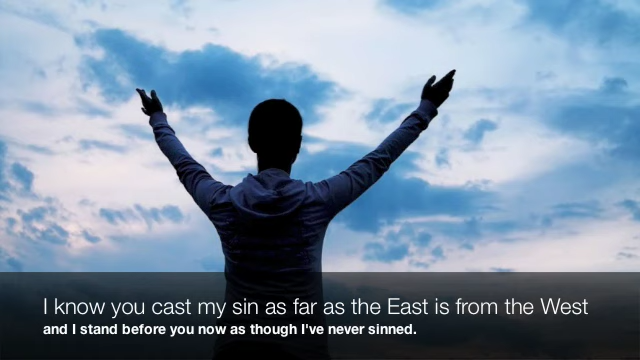 I know you cast my sin as far as the East is from the West
and I stand before you now as though I've never sinned.